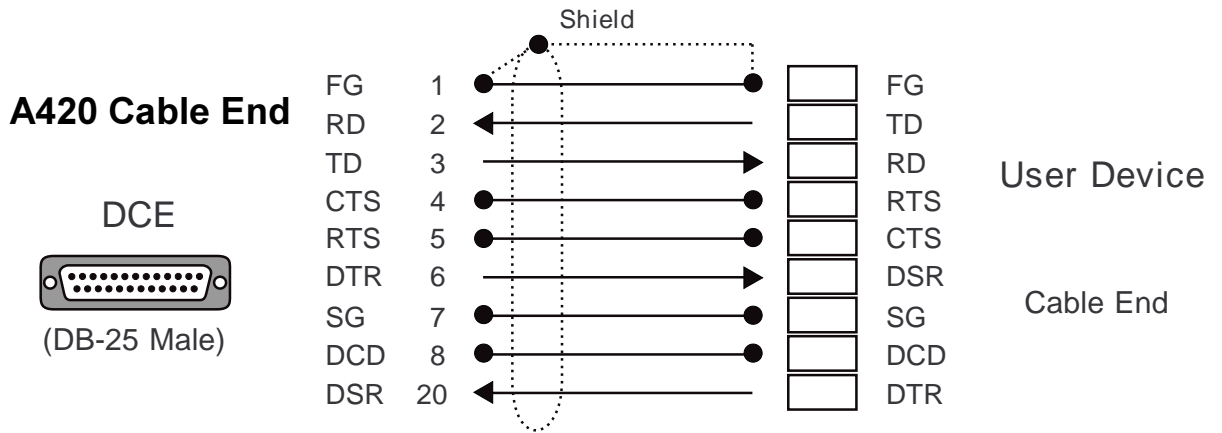 Shield
A420 Cable End
DCE
(DB-25 Male)
FG 1 FG
RD 2 TD
TD 3 RD
CTS 4 RTS
RTS 5 CTS
DTR 6 DSR
SG 7 SG
DCD 8 DCD
DSR 20 DTR
User Device
Cable End